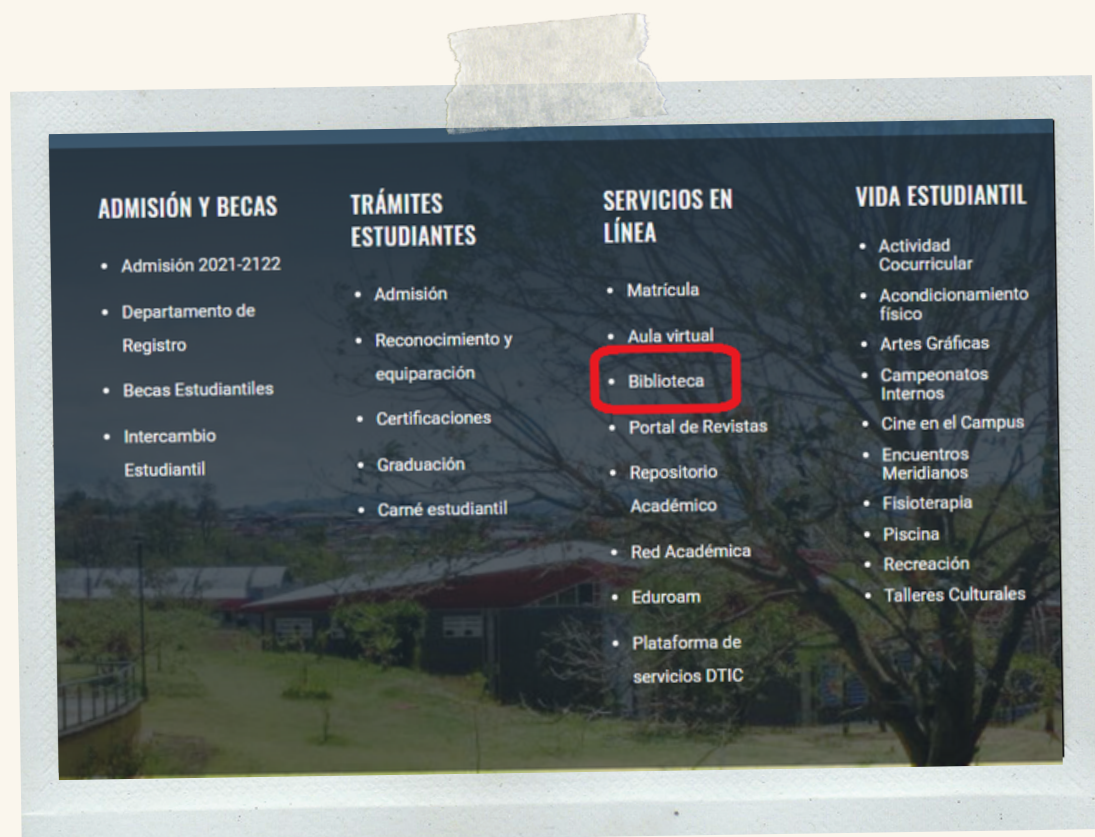 ADMISIÓN Y BECAS
Admisión 2021-2122
Departamento de
Registro
Becas Estudiantiles
Intercambio
Estudiantil
TRÁMITES
ESTUDIANTES
Admisión
Reconocimiento y
equiparación
Certificaciones
Graduación
Carné estudiantil
SERVICIOS EN
LÍNEA
Matrícula
Aula virtual
Biblioteca
Portal de Revistas
Repositorio
Académico
Red Académica
Eduroam
Plataforma de
servicios DTIC
VIDA ESTUDIANTIL
Actividad
Cocurricular
Acondicionamiento
físico
Artes Gráficas
Campeonatos
Internos
Cine en el Campus
Encuentros
Meridianos
Fisioterapia
Piscina
Recreación
Talleres Culturales